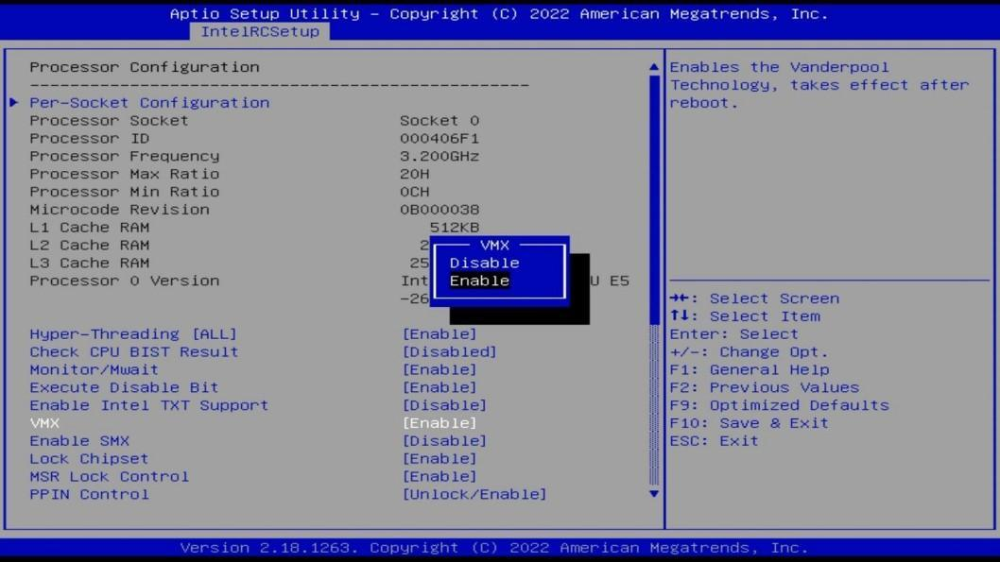 Aptio Setup Utility – Copyright (C) 2022 American Megatrends, Inc.
IntelRCSetup
Processor Configuration
--------------------------------------------------
Per-Socket Configuration
Processor Socket Socket 0
Processor ID 000406F1
Processor Frequency 3.200GHz
Processor Max Ratio 20H
Processor Min Ratio 0CH
Microcode Revision 0B000038
L1 Cache RAM 512KB
L2 Cache RAM 2
L3 Cache RAM 25
Processor 0 Version Int U E5
-26
VMX
Disable
Enable
Hyper-Threading [ALL] [Enable]
Check CPU BIST Result [Disabled]
Monitor/Mwait [Enable]
Execute Disable Bit [Enable]
Enable Intel TXT Support [Disable]
VMX [Enable]
Enable SMX [Disable]
Lock Chipset [Enable]
MSR Lock Control [Enable]
PPIN Control [Unlock/Enable]
Enables the Vanderpool
Technology, takes effect after
reboot.
→←: Select Screen
↑↓: Select Item
Enter: Select
+/-: Change Opt.
F1: General Help
F2: Previous Values
F9: Optimized Defaults
F10: Save & Exit
ESC: Exit
Version 2.18.1263. Copyright (C) 2022 American Megatrends, Inc.